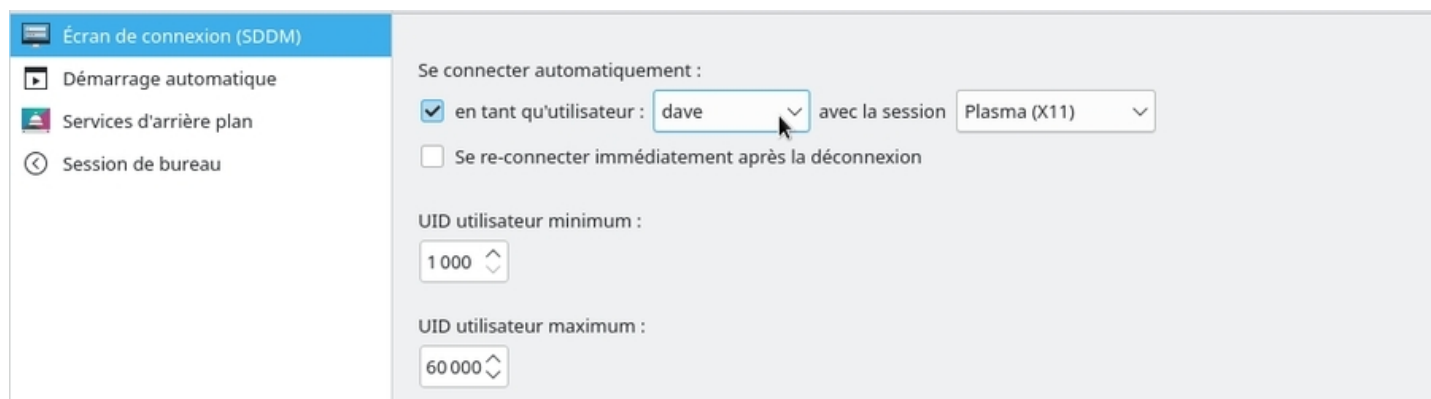 Écran de connexion (SDDM)
Démarrage automatique
Services d'arrière plan
Session de bureau
Se connecter automatiquement :
en tant qu'utilisateur : dave avec la session Plasma (X11)
Se re-connecter immédiatement après la déconnexion
UID utilisateur minimum :
1 000
UID utilisateur maximum :
60 000